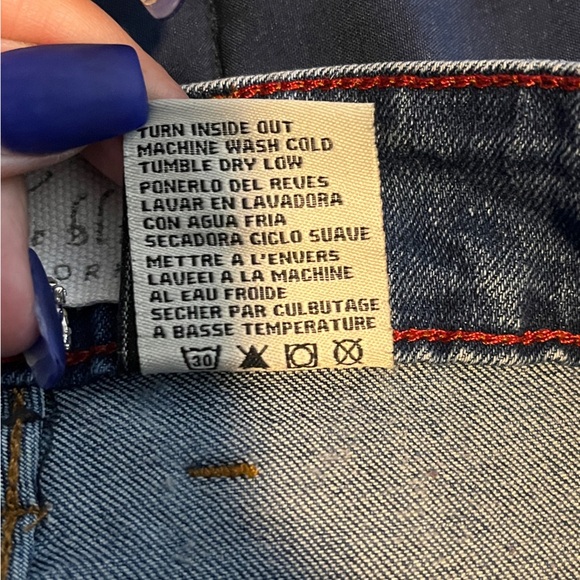 TURN INSIDE OUT
MACHINE WASH COLD
TUMBLE DRY LOW
PONERLO DEL REVES
LAVAR EN LAVADORA
CON AGUA FRIA
SECADORA CICLO SUAVE
METTRE A L'ENVERS
LAVEEI A LA MACHINE
AL EAU FROIDE
SECHER PAR CULBUTAGE
A BASSE TEMPERATURE
30